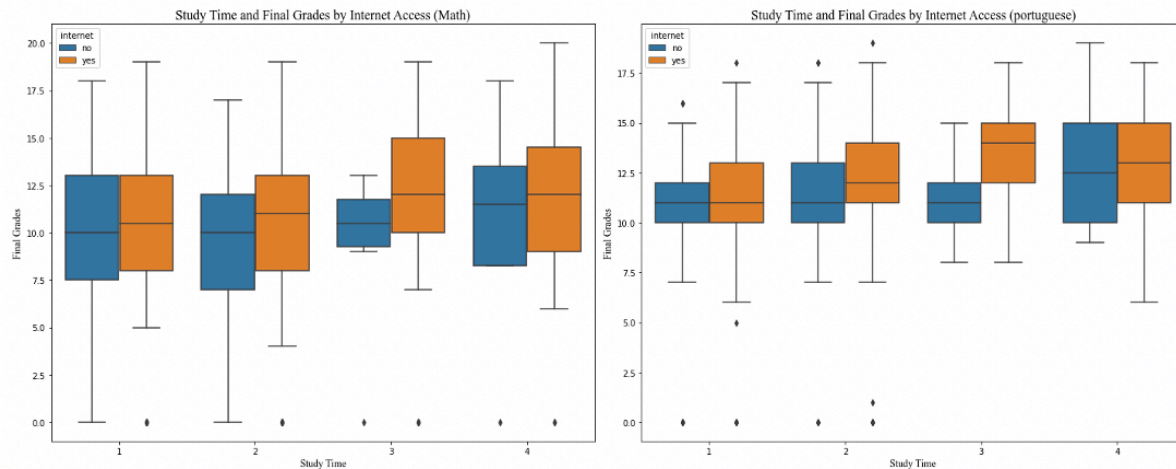 Study Time and Final Grades by Internet Access (Math)
internet
no
yes
20.0
17.5
15.0
12.5
10.0
7.5
5.0
2.5
0.0
Final Grades
1
2
3
4
Study Time
Study Time and Final Grades by Internet Access (portuguese)
internet
no
yes
17.5
15.0
12.5
10.0
7.5
5.0
2.5
0.0
Final Grades
1
2
3
4
Study Time